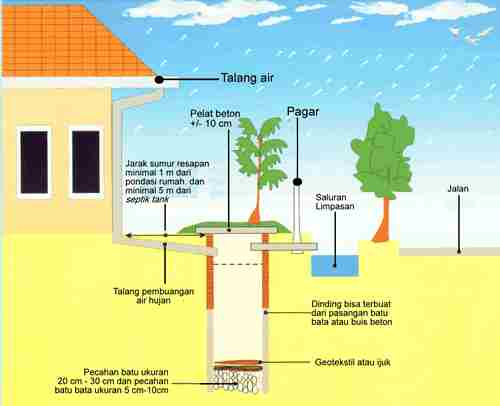 Talang air
Pelat beton
+/- 10 cm
Pagar
Jarak sumur resapan
minimal 1 m dari
pondasi rumah, dan
minimal 5 m dari
septik tank
Saluran
Limpasan
Jalan
Talang pembuangan
air hujan
Dinding bisa terbuat
dari pasangan batu
bata atau buis beton
Geotekstil atau ijuk
Pecahan batu ukuran
20 cm - 30 cm dan pecahan
batu bata ukuran 5 cm-10cm